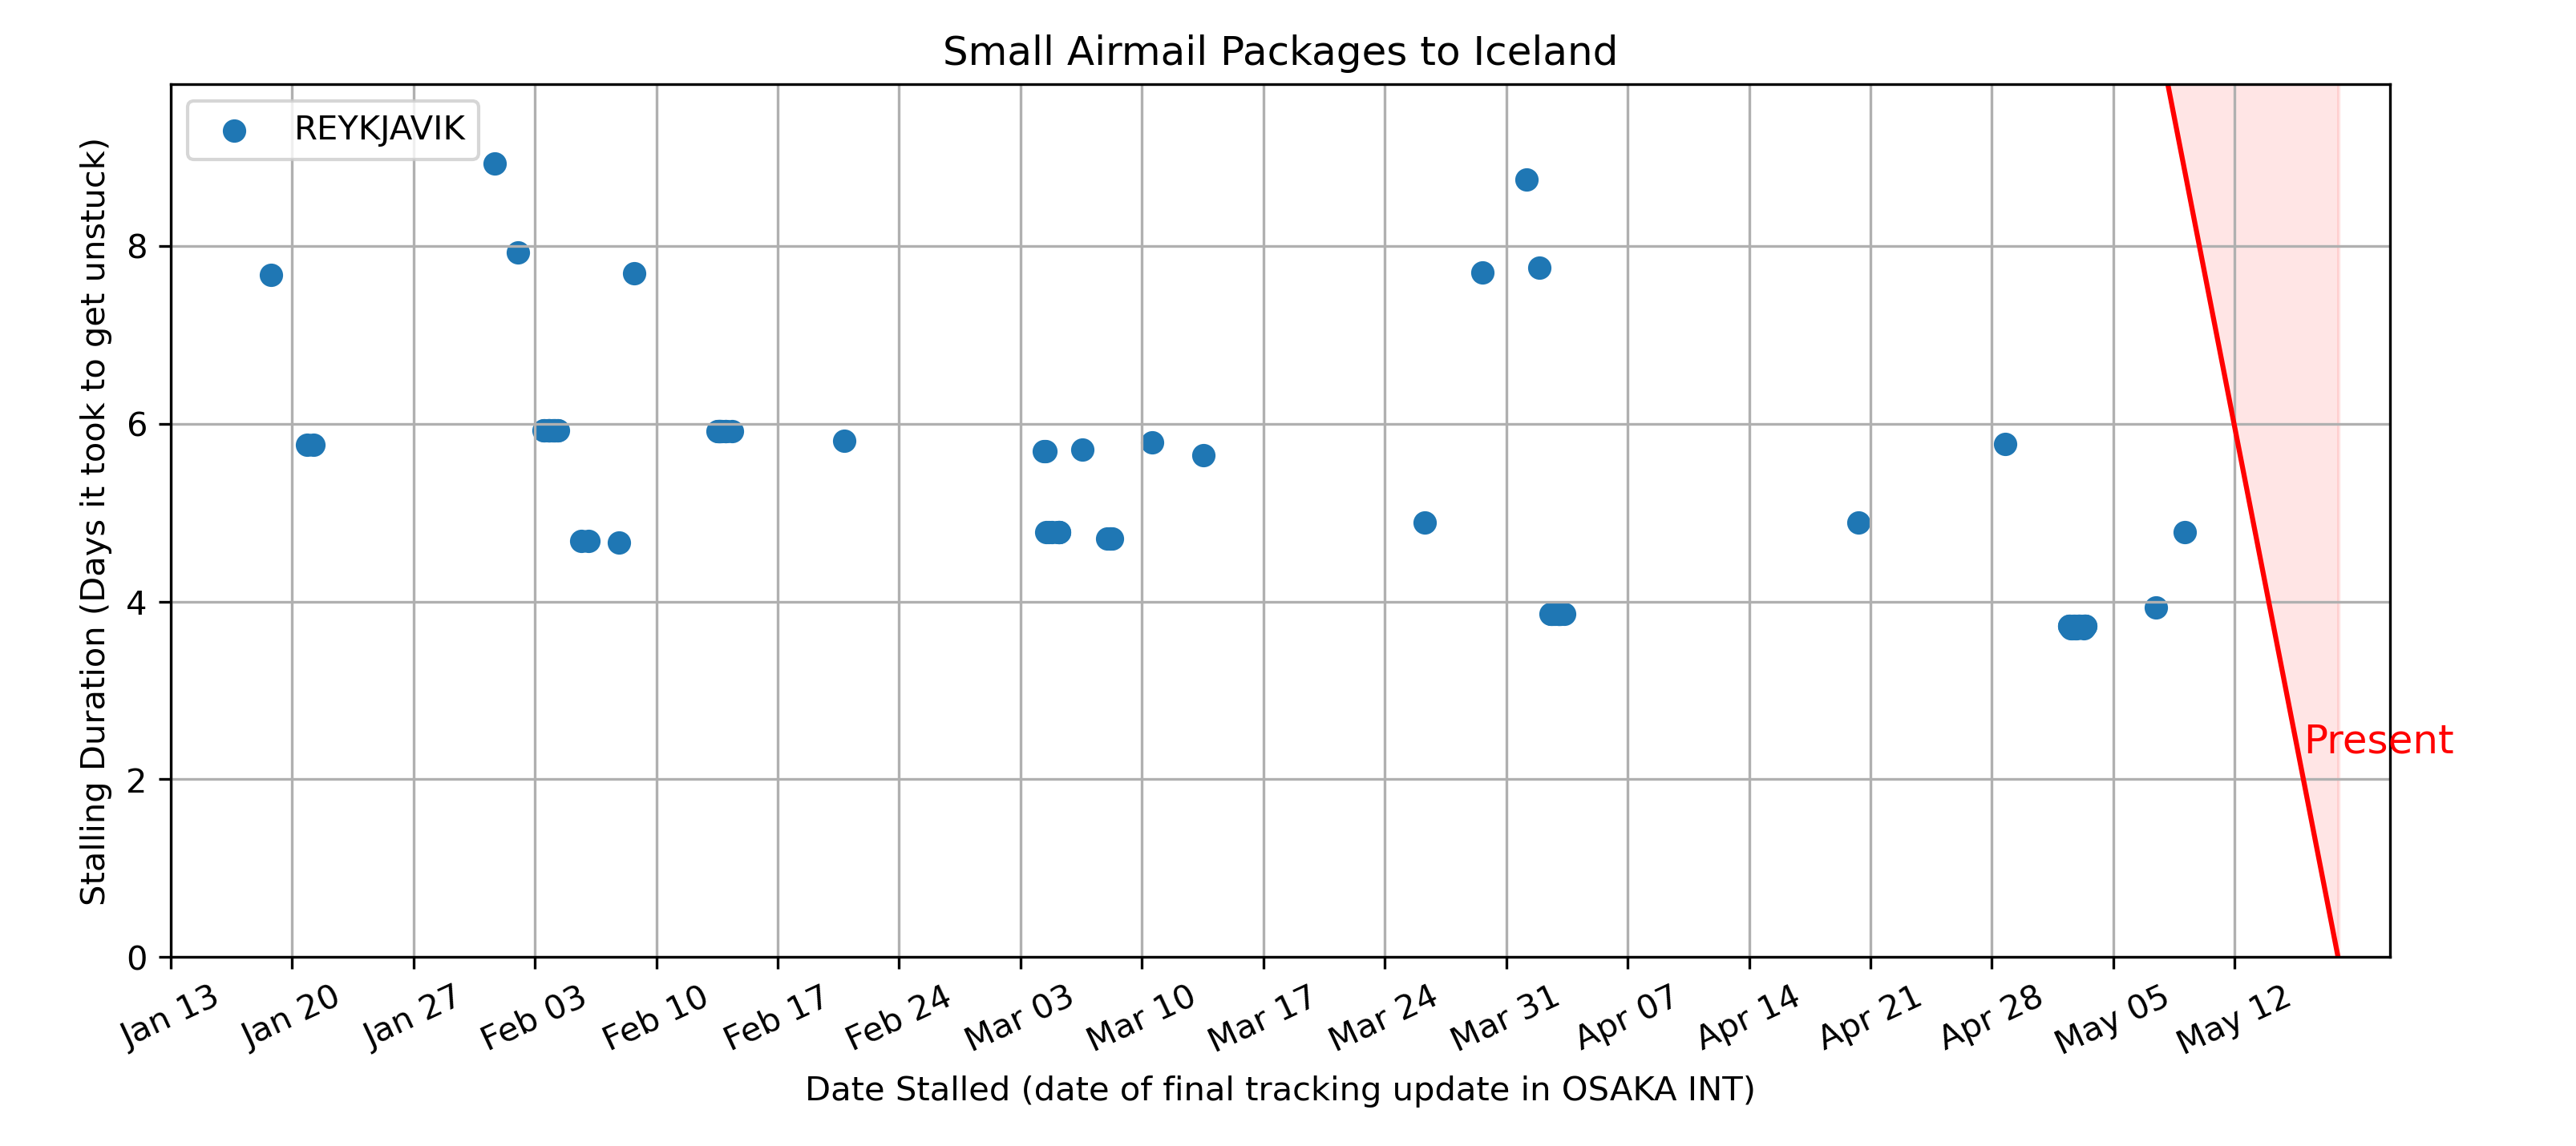 Small Airmail Packages to Iceland
REYKJAVIK
Stalling Duration (Days it took to get unstuck)
8
6
4
2
0
Present
Jan 13
Jan 20
Jan 27
Feb 03
Feb 10
Feb 17
Feb 24
Mar 03
Mar 10
Mar 17
Mar 24
Mar 31
Apr 07
Apr 14
Apr 21
Apr 28
May 05
May 12
Date Stalled (date of final tracking update in OSAKA INT)